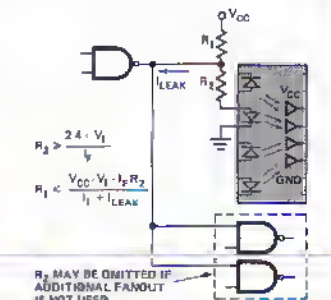 VCC
R1
R2
ILEAK
VCC
GND
R2 > 2.4 - VI / IF
R1 < VCC - VI - IF R2 / II + ILEAK
R2 MAY BE OMITTED IF
ADDITIONAL FANOUT
IS NOT USED